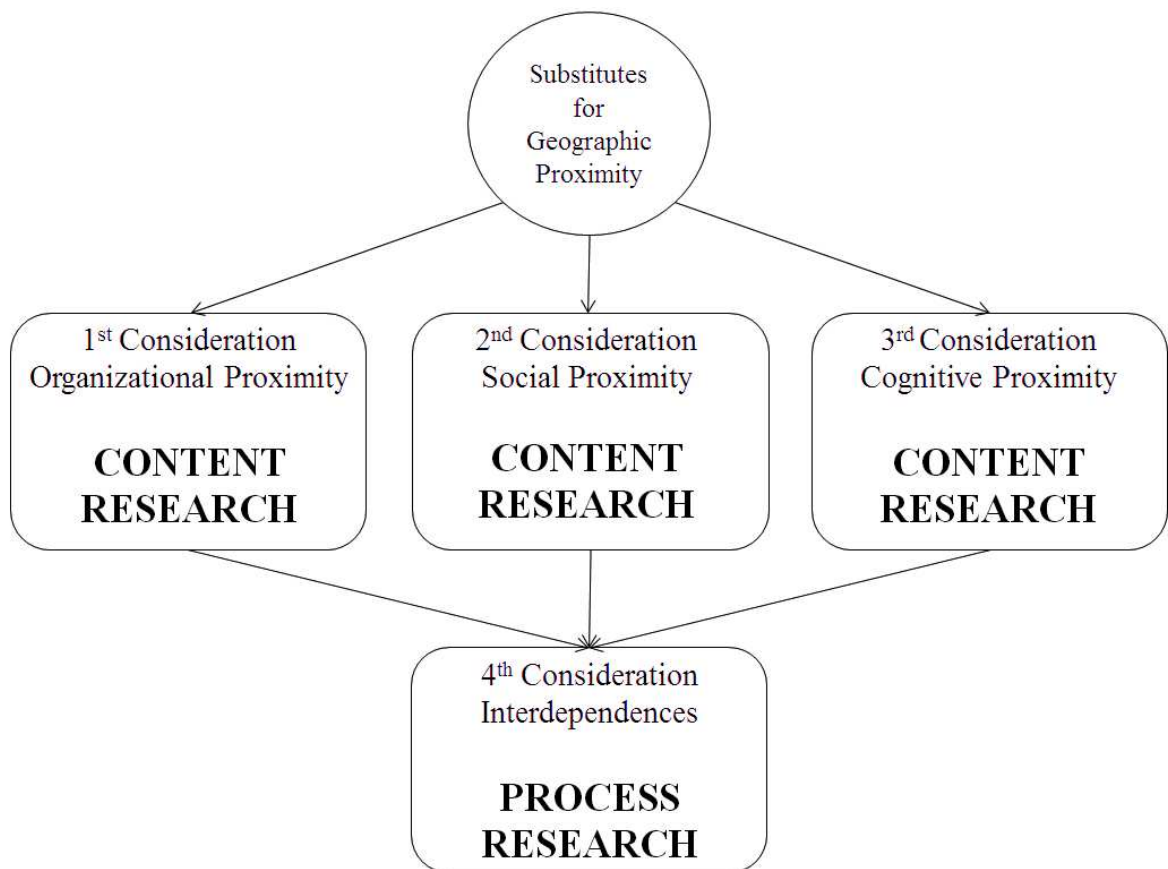 Substitutes
for
Geographic
Proximity
1st Consideration
Organizational Proximity
CONTENT
RESEARCH
2nd Consideration
Social Proximity
CONTENT
RESEARCH
3rd Consideration
Cognitive Proximity
CONTENT
RESEARCH
4th Consideration
Interdependences
PROCESS
RESEARCH